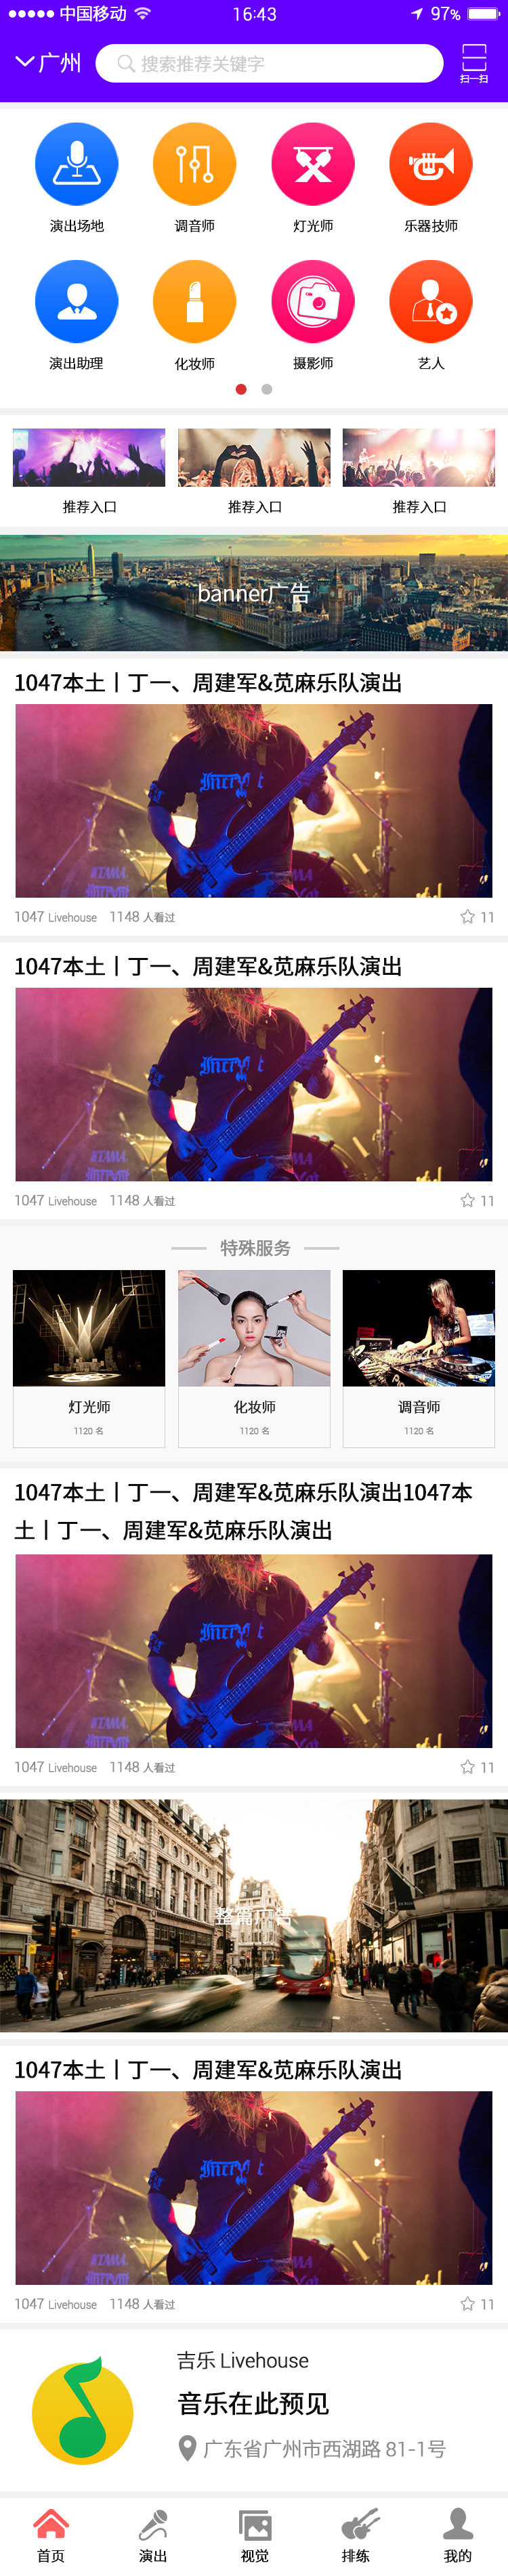 中国移动 16:43 97%
广州 搜索推荐关键字 扫一扫
演出场地 调音师 灯光师 乐器技师
演出助理 化妆师 摄影师 艺人
推荐入口 推荐入口 推荐入口
banner广告
1047本土丨丁一、周建军&苋麻乐队演出
1047 Livehouse 1148 人看过 11
1047本土丨丁一、周建军&苋麻乐队演出
1047 Livehouse 1148 人看过 11
特殊服务
灯光师 化妆师 调音师
1120 名 1120 名 1120 名
1047本土丨丁一、周建军&苋麻乐队演出1047本
土丨丁一、周建军&苋麻乐队演出
1047 Livehouse 1148 人看过 11
整篇广告
1047本土丨丁一、周建军&苋麻乐队演出
1047 Livehouse 1148 人看过 11
吉乐 Livehouse
音乐在此预见
广东省广州市西湖路 81-1号
首页 演出 视觉 排练 我的